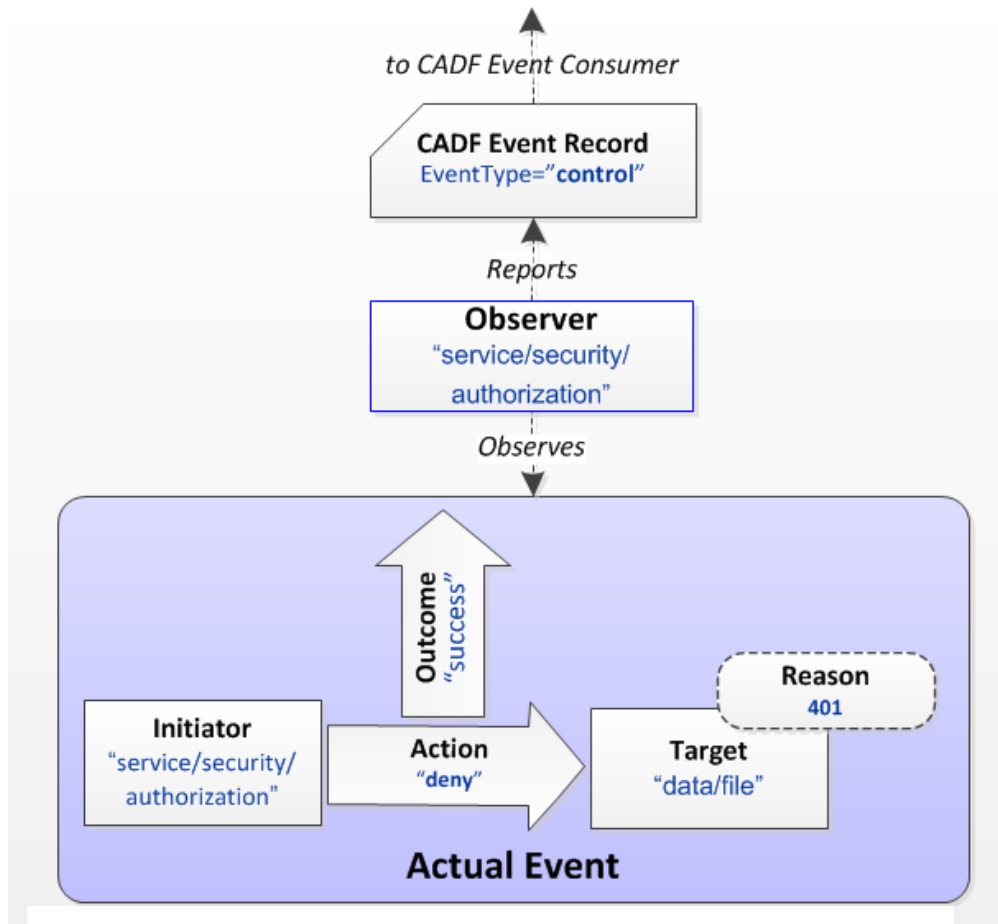 to CADF Event Consumer
CADF Event Record
EventType=”control”
Reports
Observer
“service/security/
authorization”
Observes
Outcome
“success”
Reason
401
Initiator
“service/security/
authorization”
Action
“deny”
Target
“data/file”
Actual Event